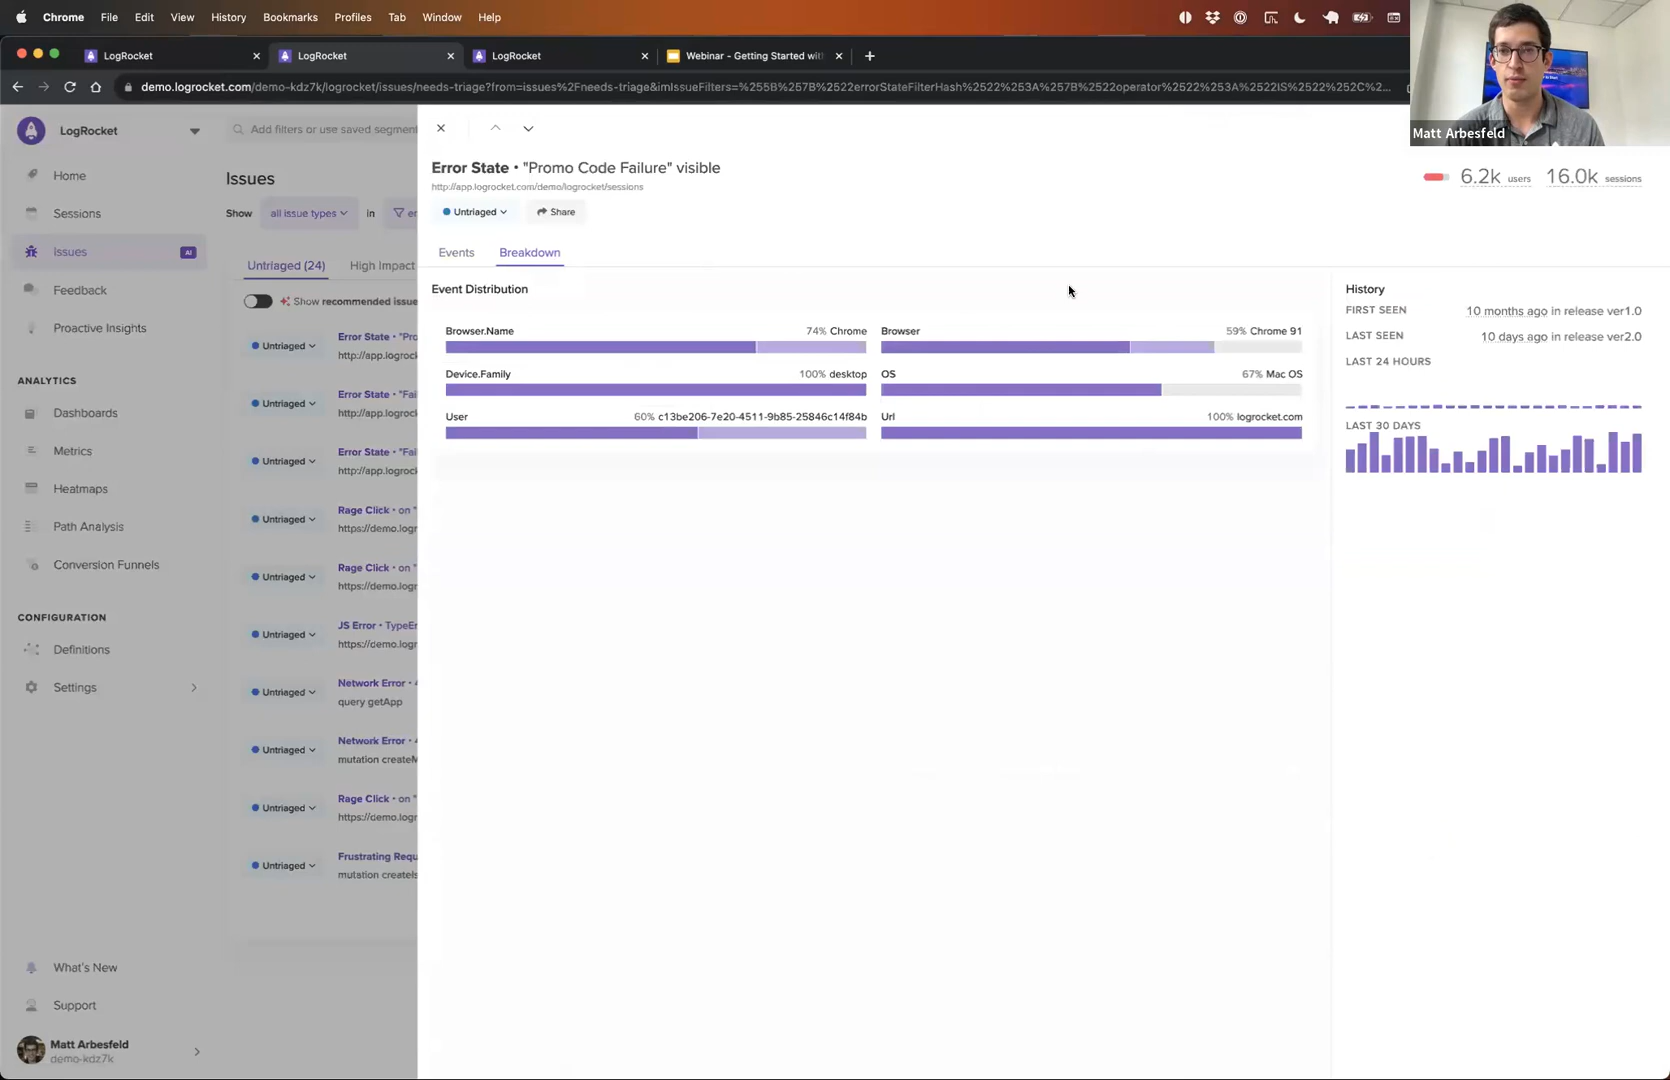 Chrome File Edit View History Bookmarks Profiles Tab Window Help
LogRocket
LogRocket
LogRocket
Webinar - Getting Started wit
demo.logrocket.com/demo-kdz7k/logrocket/issues/needs-triage?from=issues%2Fneeds-triage&imIssueFilters=%255B%257B%2522errorStateFilterHash%2522%253A%257B%2522operator%2522%253A%2522IS%2522%252C%2...
Matt Arbesfeld
LogRocket
Add filters or use saved segment
Home
Sessions
Issues AI
Feedback
Practical Insights
ANALYTICS
Dashboards
Metrics
Heatmaps
Path Analysis
Conversion Funnels
CONFIGURATION
Definitions
Settings
What's New
Support
Matt Arbesfeld
demo-kdz7k
Issues
Show all issue types in er
Untriaged (24) High Impact
Show recommended issue
Untriaged Error State • "Pro
http://app.logro
Untriaged Error State • "Fai
http://app.logro
Untriaged Error State • "Fai
http://app.logro
Untriaged Rage Click • on "
https://demo.logr
Untriaged Rage Click • on "
https://demo.logr
Untriaged JS Error • TypeEr
https://demo.logr
Untriaged Network Error • 4
query getApp
Untriaged Network Error • 4
mutation createM
Untriaged Rage Click • on "
https://demo.logr
Untriaged Frustrating Requ
mutation createIs
Error State • "Promo Code Failure" visible
http://app.logrocket.com/demo/logrocket/sessions
Untriaged Share
6.2k users 16.0k sessions
Events Breakdown
Event Distribution
Browser.Name 74% Chrome
Browser 59% Chrome 91
Device.Family 100% desktop
OS 67% Mac OS
User 60% c13be206-7e20-4511-9b85-25846c14f84b
Url 100% logrocket.com
History
FIRST SEEN 10 months ago in release ver1.0
LAST SEEN 10 days ago in release ver2.0
LAST 24 HOURS
LAST 30 DAYS